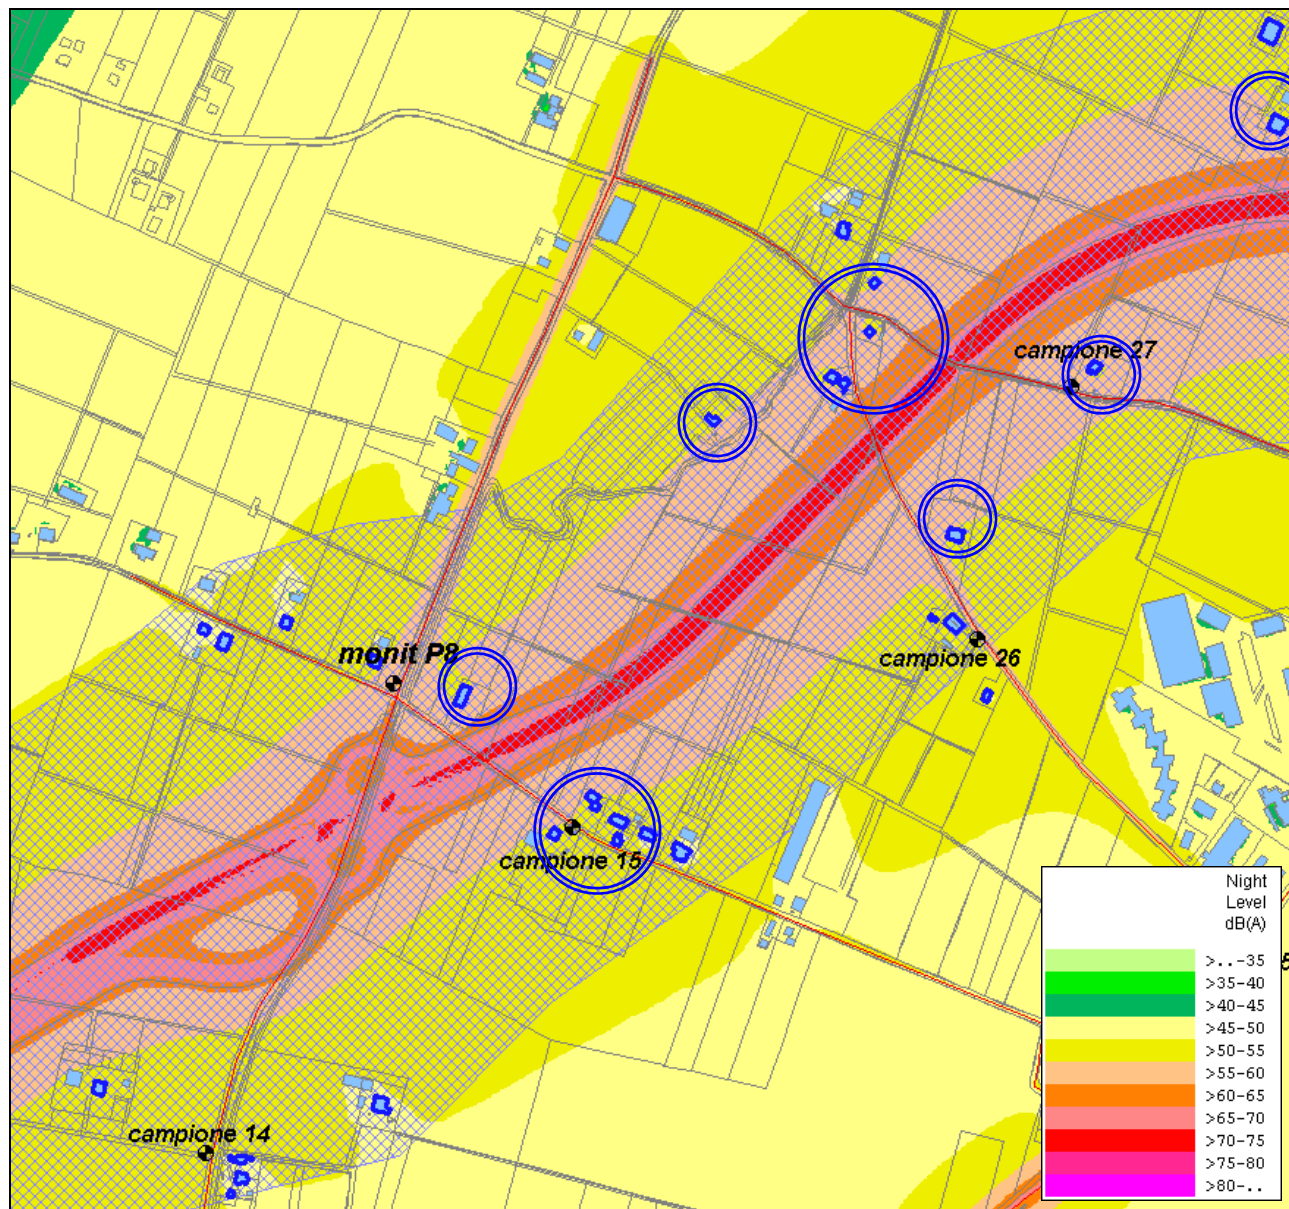 campione 27
monit P8
campione 26
campione 15
campione 14
Night
Level
dB(A)
>..-35
>35-40
>40-45
>45-50
>50-55
>55-60
>60-65
>65-70
>70-75
>75-80
>80-..